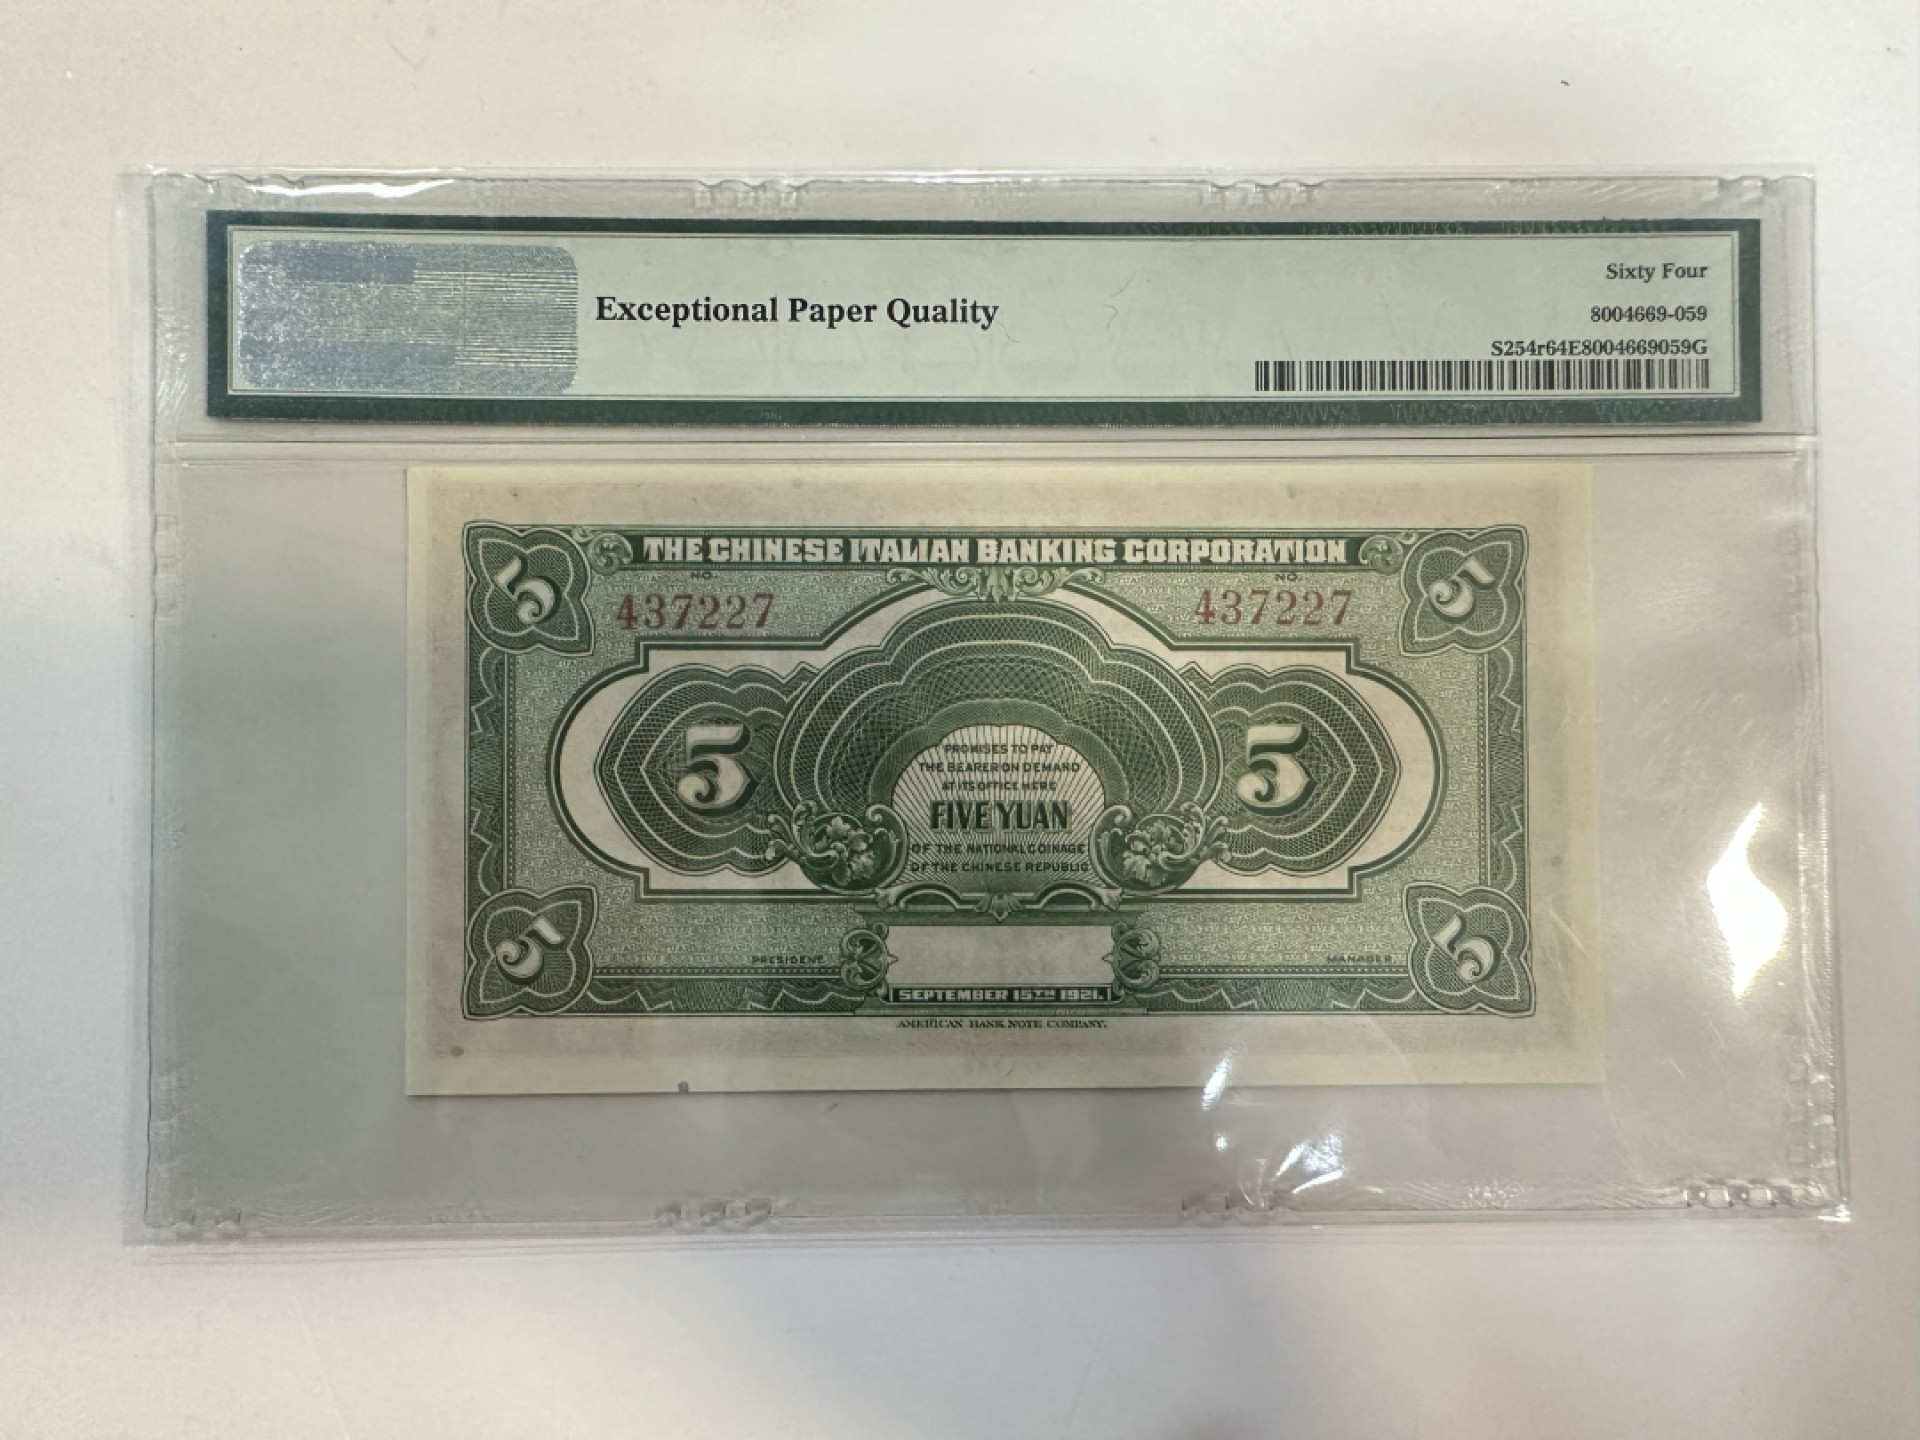 Exceptional Paper Quality
Sixty Four
8004669-059
S254r64E8004669059G
THE CHINESE ITALIAN BANKING CORPORATION
5
5
NO.
NO.
437227
437227
5
5
PROMISES TO PAY
THE BEARER ON DEMAND
AT ITS OFFICE HERE
FIVE YUAN
OF THE NATIONAL COINAGE
OF THE CHINESE REPUBLIC
5
5
PRESIDENT
MANAGER
SEPTEMBER 15TH 1921.
AMERICAN BANK NOTE COMPANY.